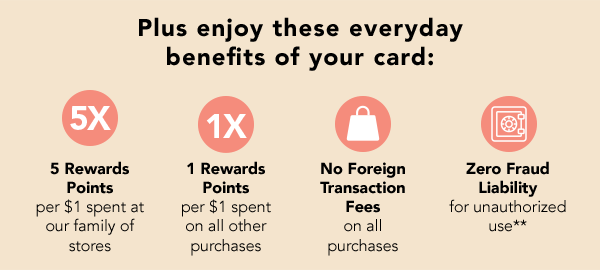 Plus enjoy these everyday
benefits of your card:
5X
5 Rewards
Points
per $1 spent at
our family of
stores
1X
1 Rewards
Points
per $1 spent
on all other
purchases
No Foreign
Transaction
Fees
on all
purchases
Zero Fraud
Liability
for unauthorized
use**